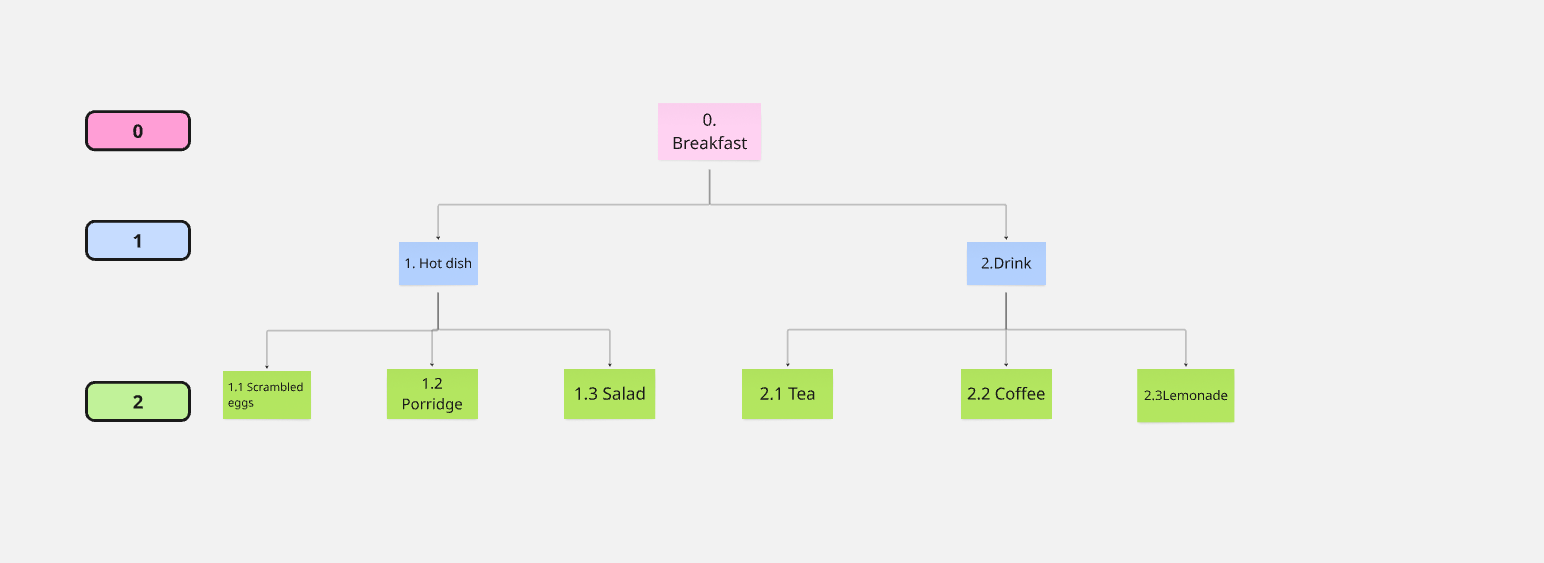 0
0.
Breakfast
1
1. Hot dish
2.Drink
2
1.1 Scrambled
eggs
1.2
Porridge
1.3 Salad
2.1 Tea
2.2 Coffee
2.3Lemonade